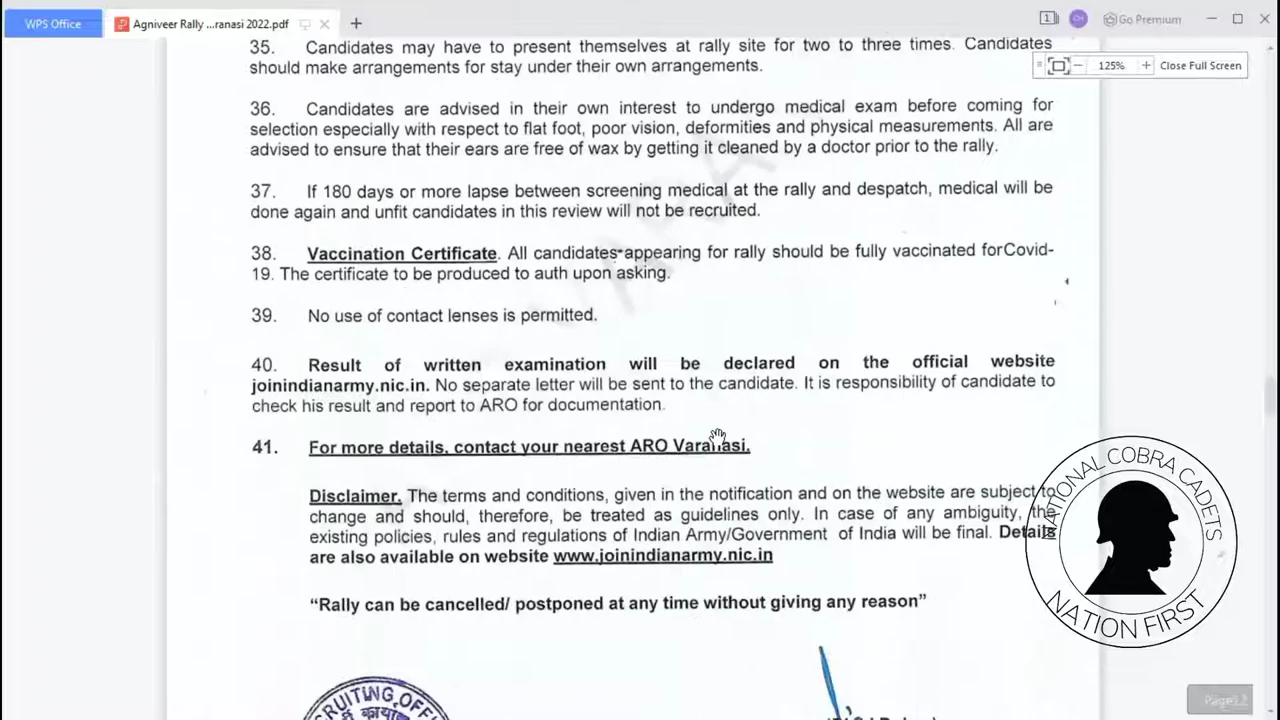 WPS Office
Agniveer Rally ...ranasi 2022.pdf
1
CH
Go Premium
125%
Close Full Screen
35. Candidates may have to present themselves at rally site for two to three times. Candidates
should make arrangements for stay under their own arrangements.
36. Candidates are advised in their own interest to undergo medical exam before coming for
selection especially with respect to flat foot, poor vision, deformities and physical measurements. All are
advised to ensure that their ears are free of wax by getting it cleaned by a doctor prior to the rally.
37. If 180 days or more lapse between screening medical at the rally and despatch, medical will be
done again and unfit candidates in this review will not be recruited.
38. Vaccination Certificate. All candidates appearing for rally should be fully vaccinated forCovid-
19. The certificate to be produced to auth upon asking.
39. No use of contact lenses is permitted.
40. Result of written examination will be declared on the official website
joinindianarmy.nic.in. No separate letter will be sent to the candidate. It is responsibility of candidate to
check his result and report to ARO for documentation.
41. For more details, contact your nearest ARO Varanasi.
Disclaimer. The terms and conditions, given in the notification and on the website are subject to
change and should, therefore, be treated as guidelines only. In case of any ambiguity, the
existing policies, rules and regulations of Indian Army/Government of India will be final. Details
are also available on website www.joinindianarmy.nic.in
“Rally can be cancelled/ postponed at any time without giving any reason”
NATIONAL COBRA CADETS
NATION FIRST